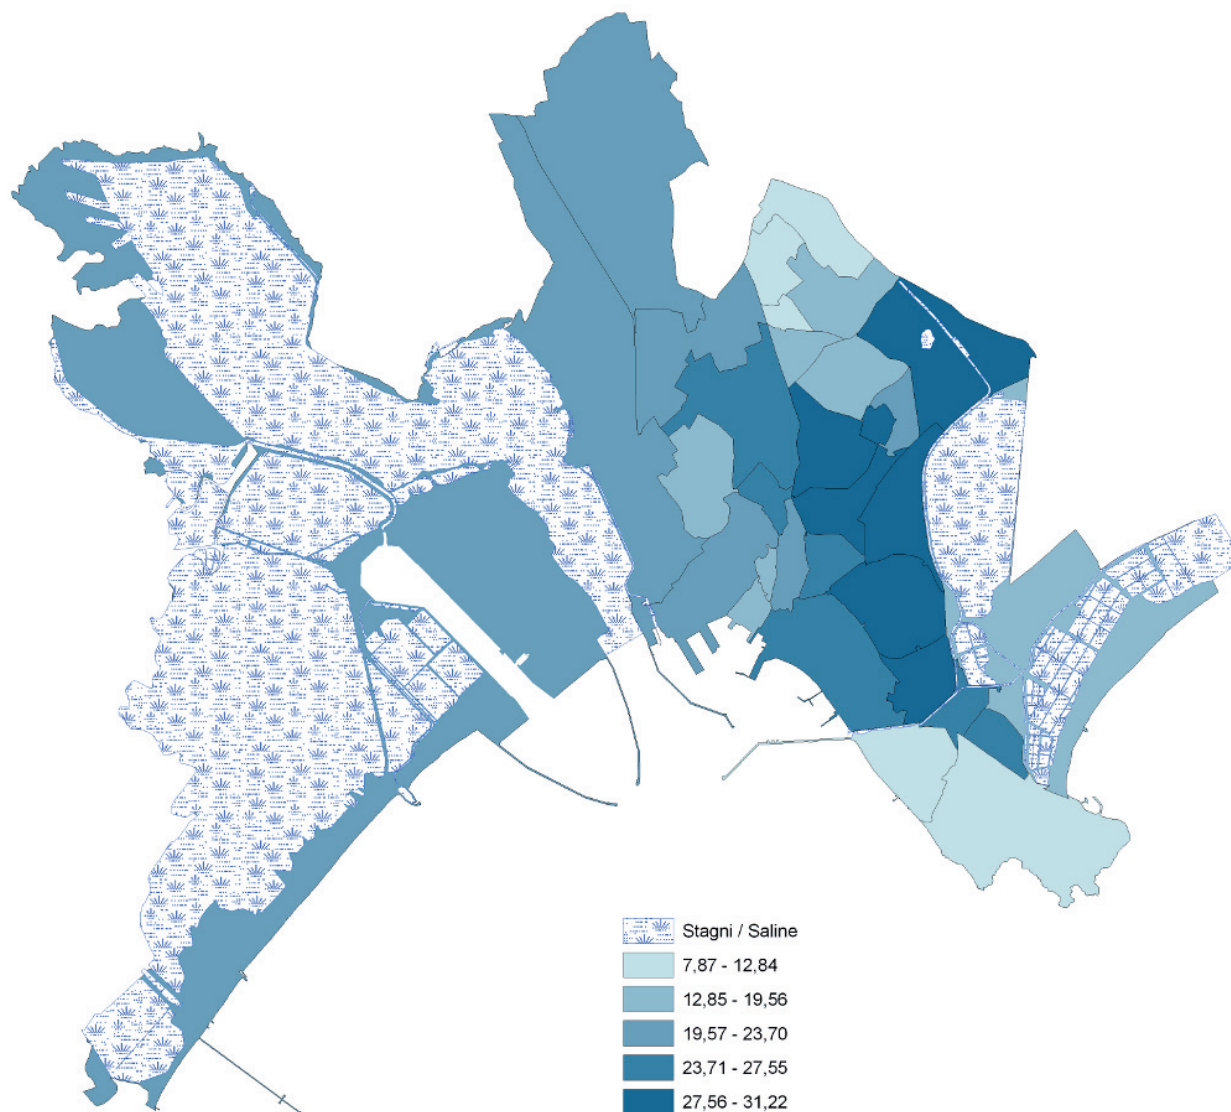 Stagni / Saline
7,87 - 12,84
12,85 - 19,56
19,57 - 23,70
23,71 - 27,55
27,56 - 31,22